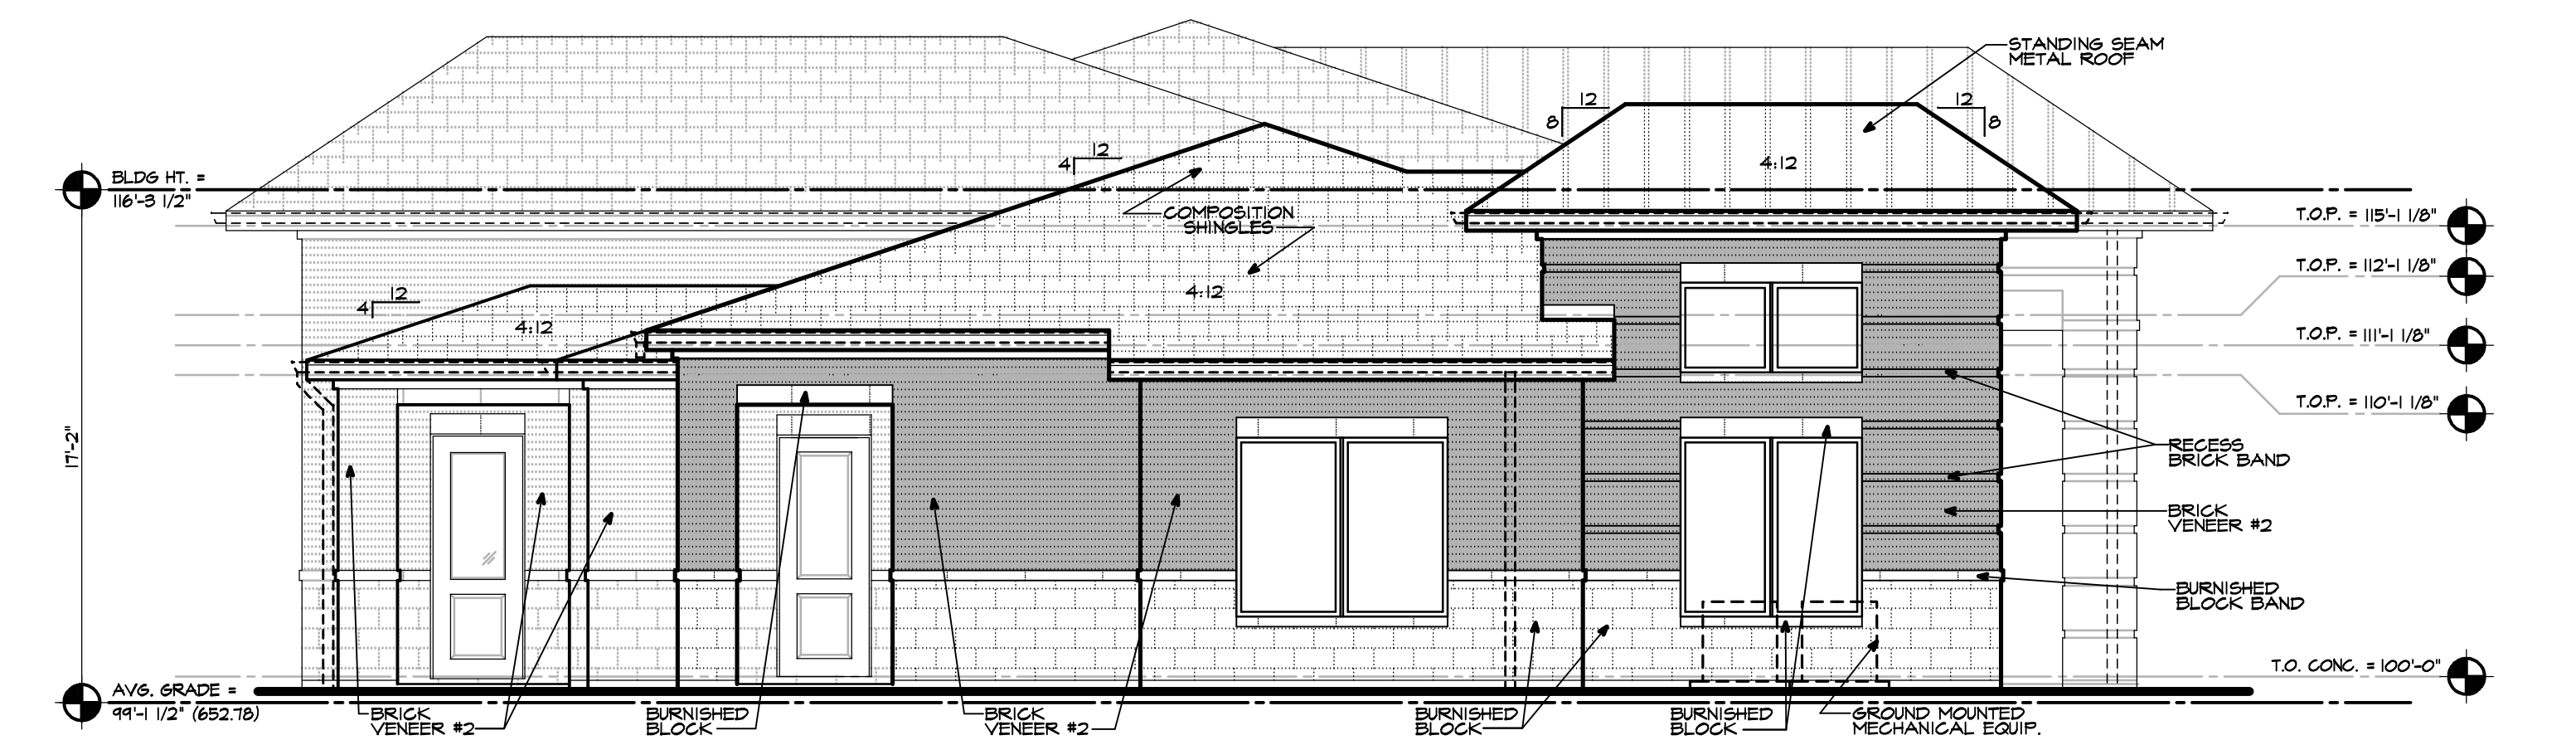 STANDING SEAM
METAL ROOF
12
8
12
8
4:12
12
4
BLDG HT. =
116'-3 1/2"
COMPOSITION
SHINGLES
T.O.P. = 115'-1 1/8"
T.O.P. = 112'-1 1/8"
12
4
4:12
4:12
T.O.P. = 111'-1 1/8"
T.O.P. = 110'-1 1/8"
17'-2"
RECESS
BRICK BAND
BRICK
VENEER #2
BURNISHED
BLOCK BAND
T.O. CONC. = 100'-0"
AVG. GRADE =
99'-1 1/2" (652.78)
BRICK
VENEER #2
BURNISHED
BLOCK
BRICK
VENEER #2
BURNISHED
BLOCK
BURNISHED
BLOCK
GROUND MOUNTED
MECHANICAL EQUIP.